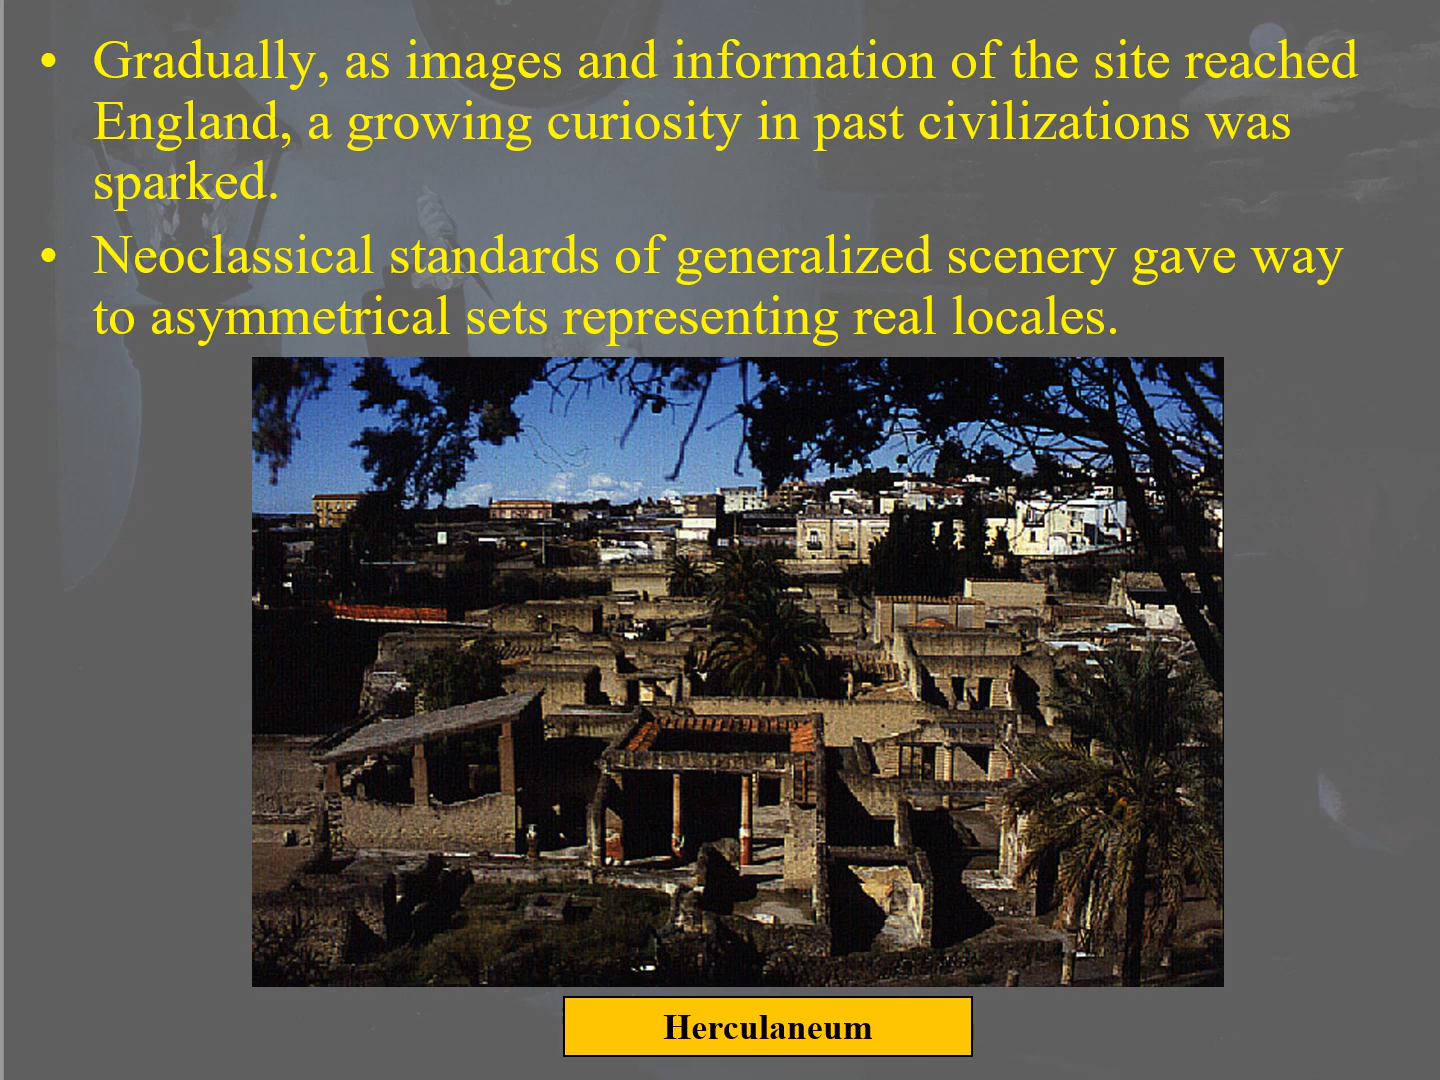 • Gradually, as images and information of the site reached
England, a growing curiosity in past civilizations was
sparked.
• Neoclassical standards of generalized scenery gave way
to asymmetrical sets representing real locales.
Herculaneum